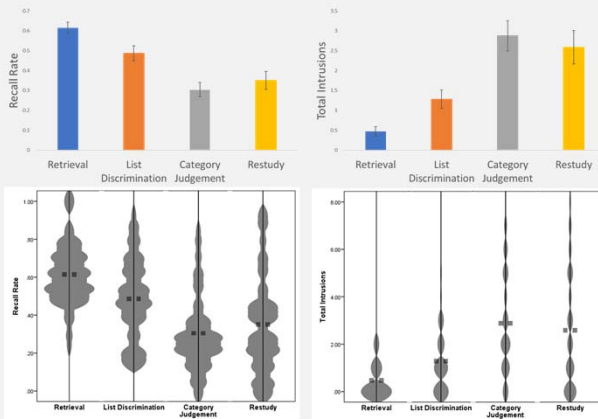 0.7
0.6
0.5
0.4
0.3
0.2
0.1
0
Recall Rate
Retrieval
List
Discrimination
Category
Judgement
Restudy
3.5
3
2.5
2
1.5
1
0.5
0
Total Intrusions
Retrieval
List
Discrimination
Category
Judgement
Restudy
1.00
.80
.60
.40
.20
.00
Recall Rate
Retrieval
List Discrimination
Category
Judgement
Restudy
8.00
6.00
4.00
2.00
.00
Total Intrusions
Retrieval
List Discrimination
Category
Judgement
Restudy